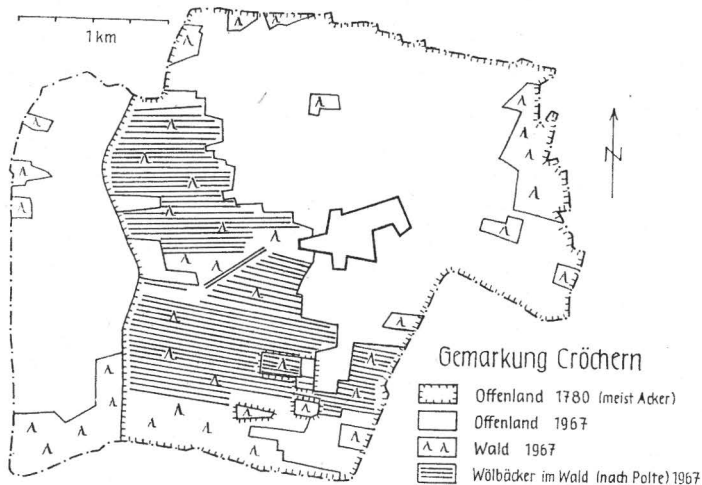 1 km
N
Gemarkung Cröchern
Offenland 1780 (meist Acker)
Offenland 1967
Wald 1967
Wölbäcker im Wald (nach Polte) 1967